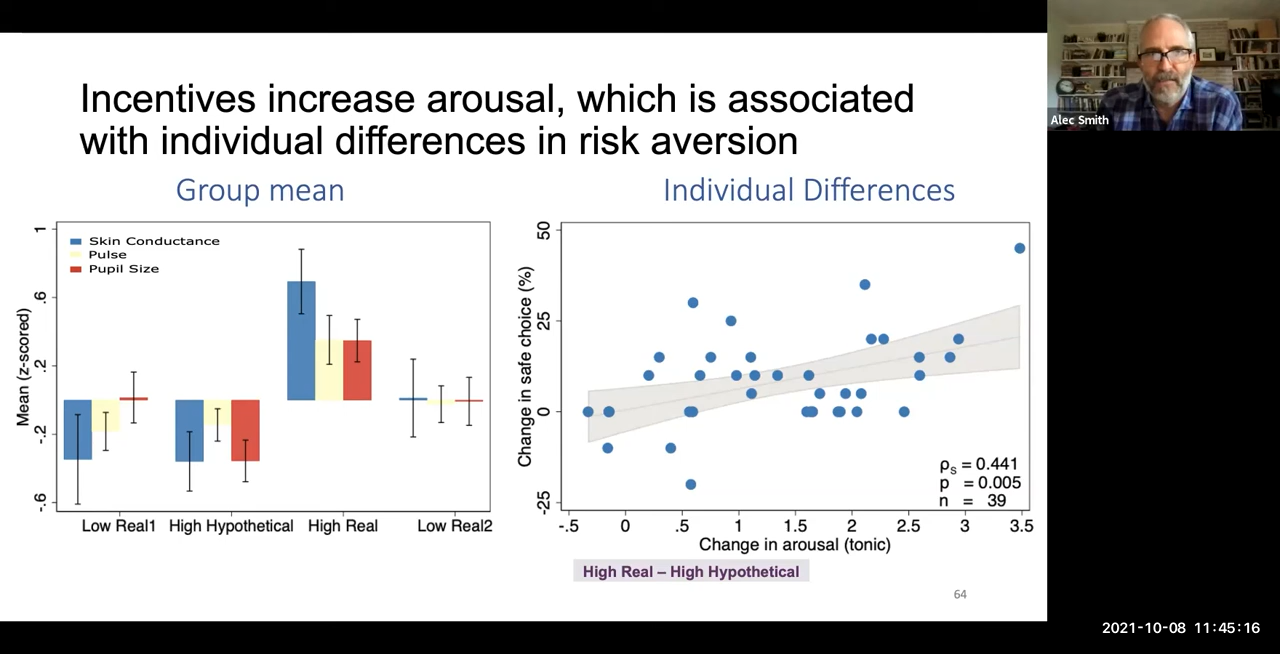 Incentives increase arousal, which is associated
with individual differences in risk aversion
Group mean
Individual Differences
Skin Conductance
Pulse
Pupil Size
Mean (z-scored)
1
.6
.2
-.2
-.6
Low Real1
High Hypothetical
High Real
Low Real2
Change in safe choice (%)
50
25
0
-25
ρs = 0.441
p = 0.005
n = 39
-.5 0 .5 1 1.5 2 2.5 3 3.5
Change in arousal (tonic)
High Real – High Hypothetical
64
Alec Smith
2021-10-08 11:45:16